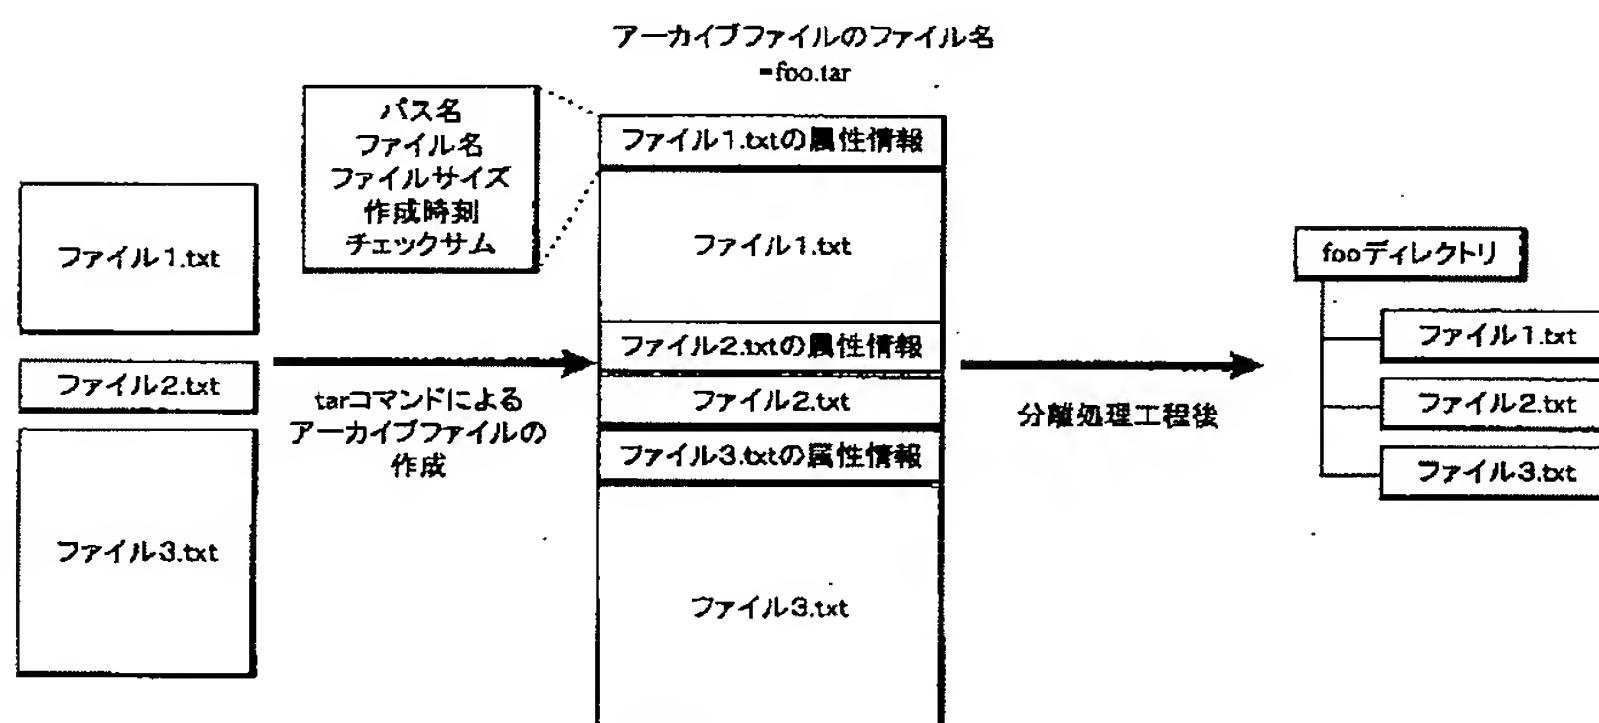 アーカイブファイルのファイル名
=foo.tar
パス名
ファイル名
ファイルサイズ
作成時刻
チェックサム
ファイル1.txt
ファイル2.txt
ファイル3.txt
tarコマンドによる
アーカイブファイルの
作成
ファイル1.txtの属性情報
ファイル1.txt
ファイル2.txtの属性情報
ファイル2.txt
ファイル3.txtの属性情報
ファイル3.txt
分離処理工程後
fooディレクトリ
ファイル1.txt
ファイル2.txt
ファイル3.txt